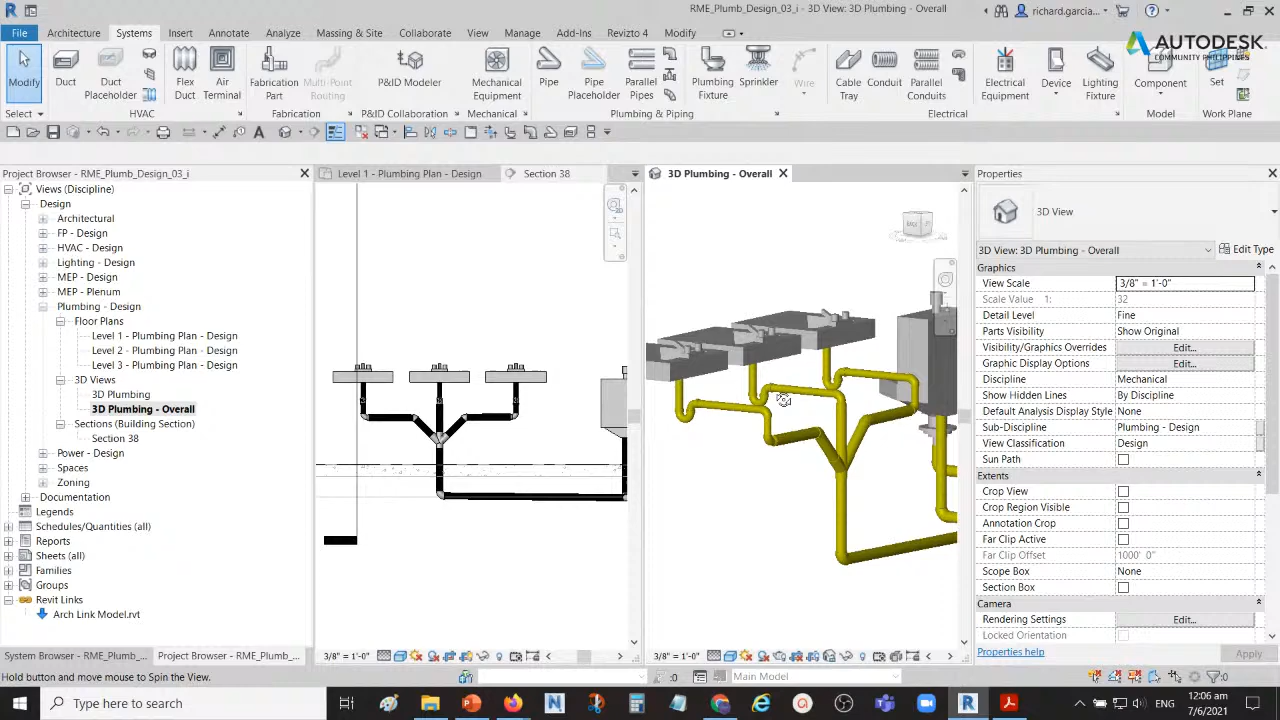 RME_Plumb_Design_03_i - 3D Plumbing - Overall
richard.garcia...
File Architecture Structure Systems Insert Annotate Analyze Massing & Site Collaborate View Manage Add-Ins Revizto 4 Modify
AUTODESK
COMMUNITY PHILIPPINES
Modify Duct Duct Placeholder Flex Duct Air Terminal Fabrication Part Multi-Point Routing P&ID Modeler Mechanical Equipment Pipe Pipe Placeholder Parallel Pipes Plumbing Fixture Sprinkler Wire Cable Tray Conduit Parallel Conduits Electrical Equipment Device Lighting Fixture Component Set
Select HVAC Fabrication P&ID Collaboration Mechanical Plumbing & Piping Electrical Model Work Plane
Project Browser - RME_Plumb_Design_03_i
Level 1 - Plumbing Plan - Design
Section 38
3D Plumbing - Overall
Properties
Views (Discipline)
Design
Architectural
FP - Design
HVAC - Design
Lighting - Design
MEP - Design
MEP - Plenum
Plumbing - Design
Floor Plans
Level 1 - Plumbing Plan - Design
Level 2 - Plumbing Plan - Design
Level 3 - Plumbing Plan - Design
3D Views
3D Plumbing
3D Plumbing - Overall
Sections (Building Section)
Section 38
Power - Design
Spaces
Zoning
Documentation
Legends
Schedules/Quantities (all)
Reports
Sheets (all)
Families
Groups
Revit Links
Arch Link Model.rvt
3D View
3D View: 3D Plumbing - Overall Edit Type
Graphics
View Scale 3/8" = 1'-0"
Scale Value 1: 32
Detail Level Fine
Parts Visibility Show Original
Visibility/Graphics Overrides Edit...
Graphic Display Options Edit...
Discipline Mechanical
Show Hidden Lines By Discipline
Default Analysis Display Style None
Sub-Discipline Plumbing - Design
View Classification Design
Sun Path
Extents
Crop View
Crop Region Visible
Annotation Crop
Far Clip Active
Far Clip Offset 1000' 0"
Scope Box None
Section Box
Camera
Rendering Settings Edit...
Locked Orientation
Properties help
Apply
System Browser - RME_Plumb_...
Project Browser - RME_Plumb_...
3/8" = 1'-0"
3/8" = 1'-0"
Hold button and move mouse to Spin the View.
:0
Main Model
:0
Type here to search
ENG
12:06 am
7/6/2021